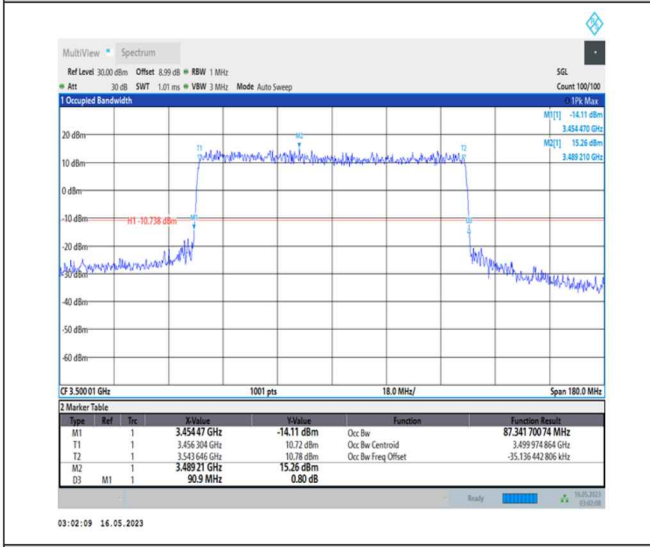 MultiView Spectrum
Ref Level 30.00 dBm Offset 8.99 dB RBW 1 MHz SGL
Att 30 dB SWT 1.01 ms VBW 3 MHz Mode Auto Sweep Count 100/100
1 Occupied Bandwidth 1Pk Max
M1[1] -14.11 dBm
3.454 470 GHz
20 dBm
M2[1] 15.26 dBm
3.489 210 GHz
T1 M2 T2
10 dBm
0 dBm
-10 dBm
H1 -10.738 dBm M1
-20 dBm
-30 dBm
-40 dBm
-50 dBm
-60 dBm
CF 3.500 01 GHz 1001 pts 18.0 MHz/ Span 180.0 MHz
2 Marker Table
Type Ref Trc X-Value Y-Value Function Function Result
M1 1 3.454 47 GHz -14.11 dBm Occ Bw 87.341 700 74 MHz
T1 1 3.456 304 GHz 10.72 dBm Occ Bw Centroid 3.499 974 864 GHz
T2 1 3.543 646 GHz 10.78 dBm Occ Bw Freq Offset -35.136 442 806 kHz
M2 1 3.489 21 GHz 15.26 dBm
D3 M1 1 90.9 MHz 0.80 dB
Ready 16.05.2023
03:02:08
03:02:09 16.05.2023